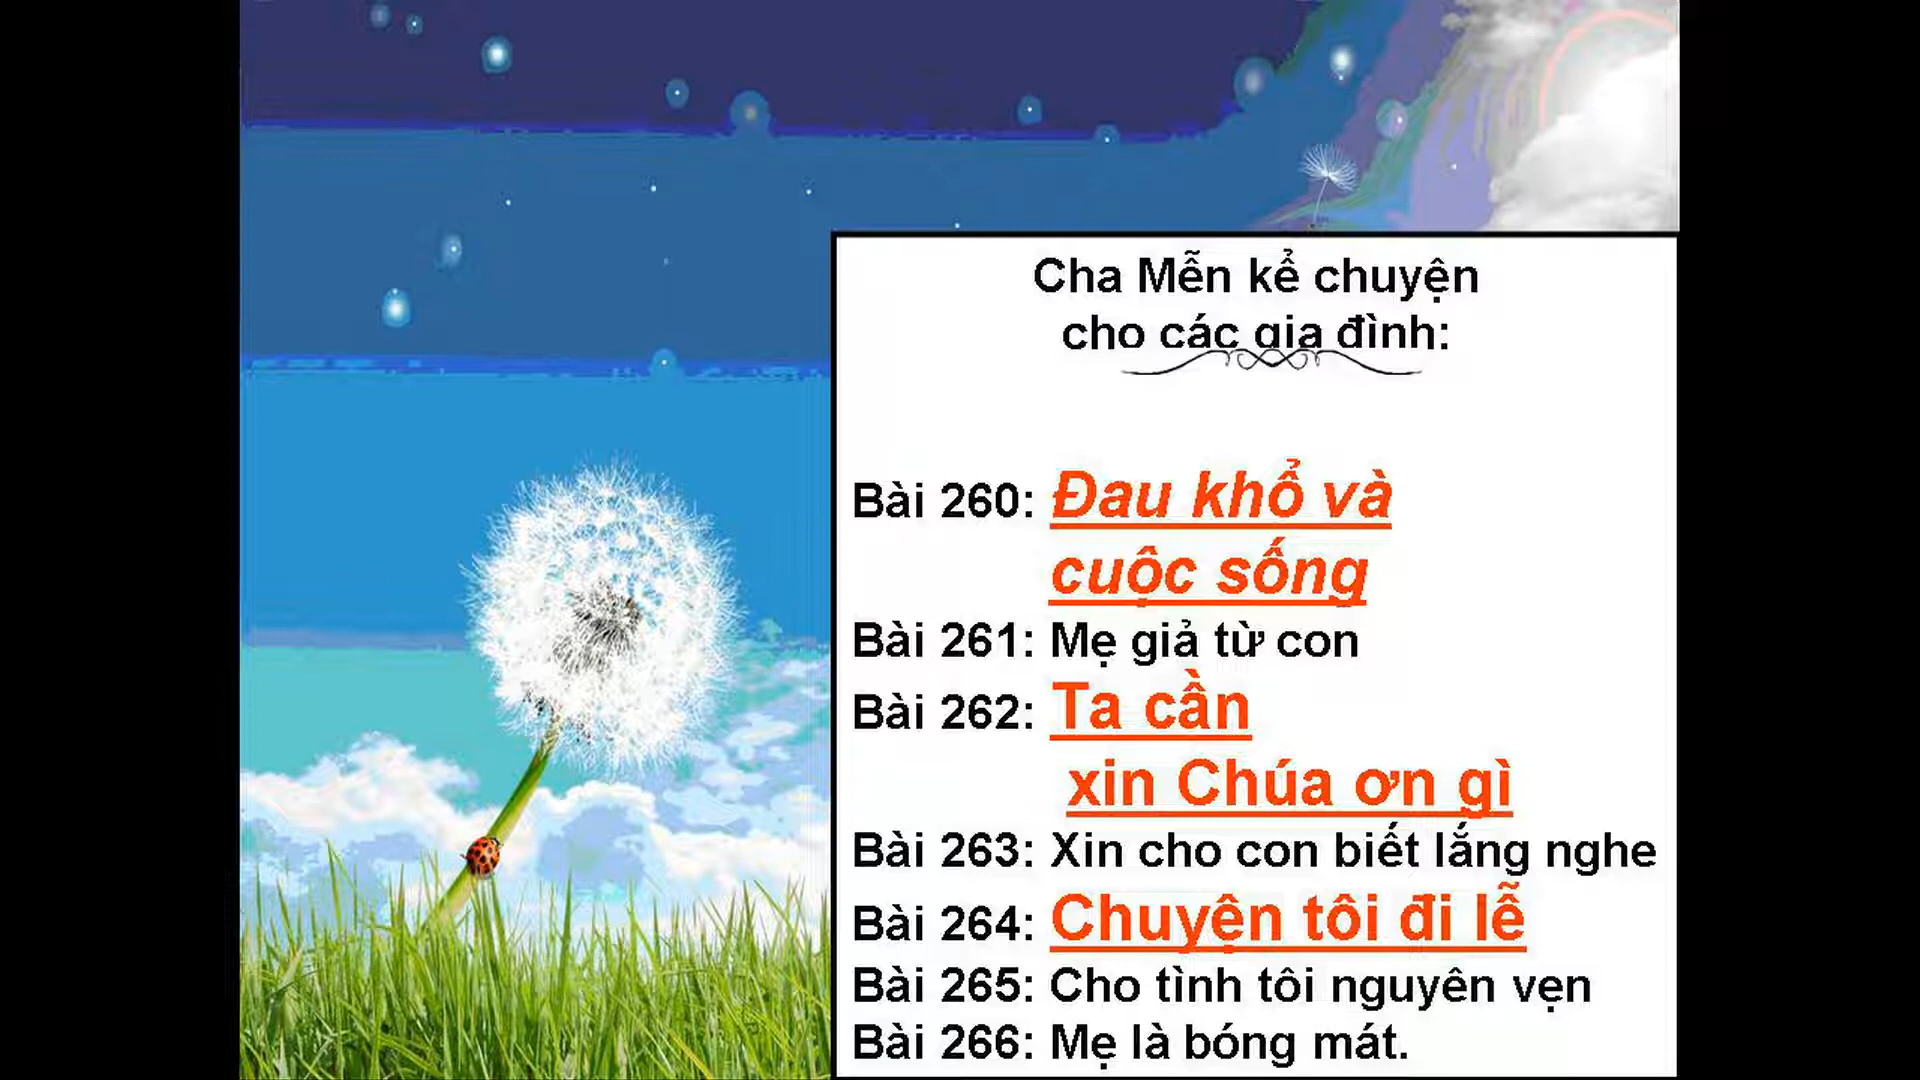 Cha Mễn kể chuyện
cho các gia đình:
Bài 260: Đau khổ và
cuộc sống
Bài 261: Mẹ giả từ con
Bài 262: Ta cần
xin Chúa ơn gì
Bài 263: Xin cho con biết lắng nghe
Bài 264: Chuyện tôi đi lễ
Bài 265: Cho tình tôi nguyên vẹn
Bài 266: Mẹ là bóng mát.